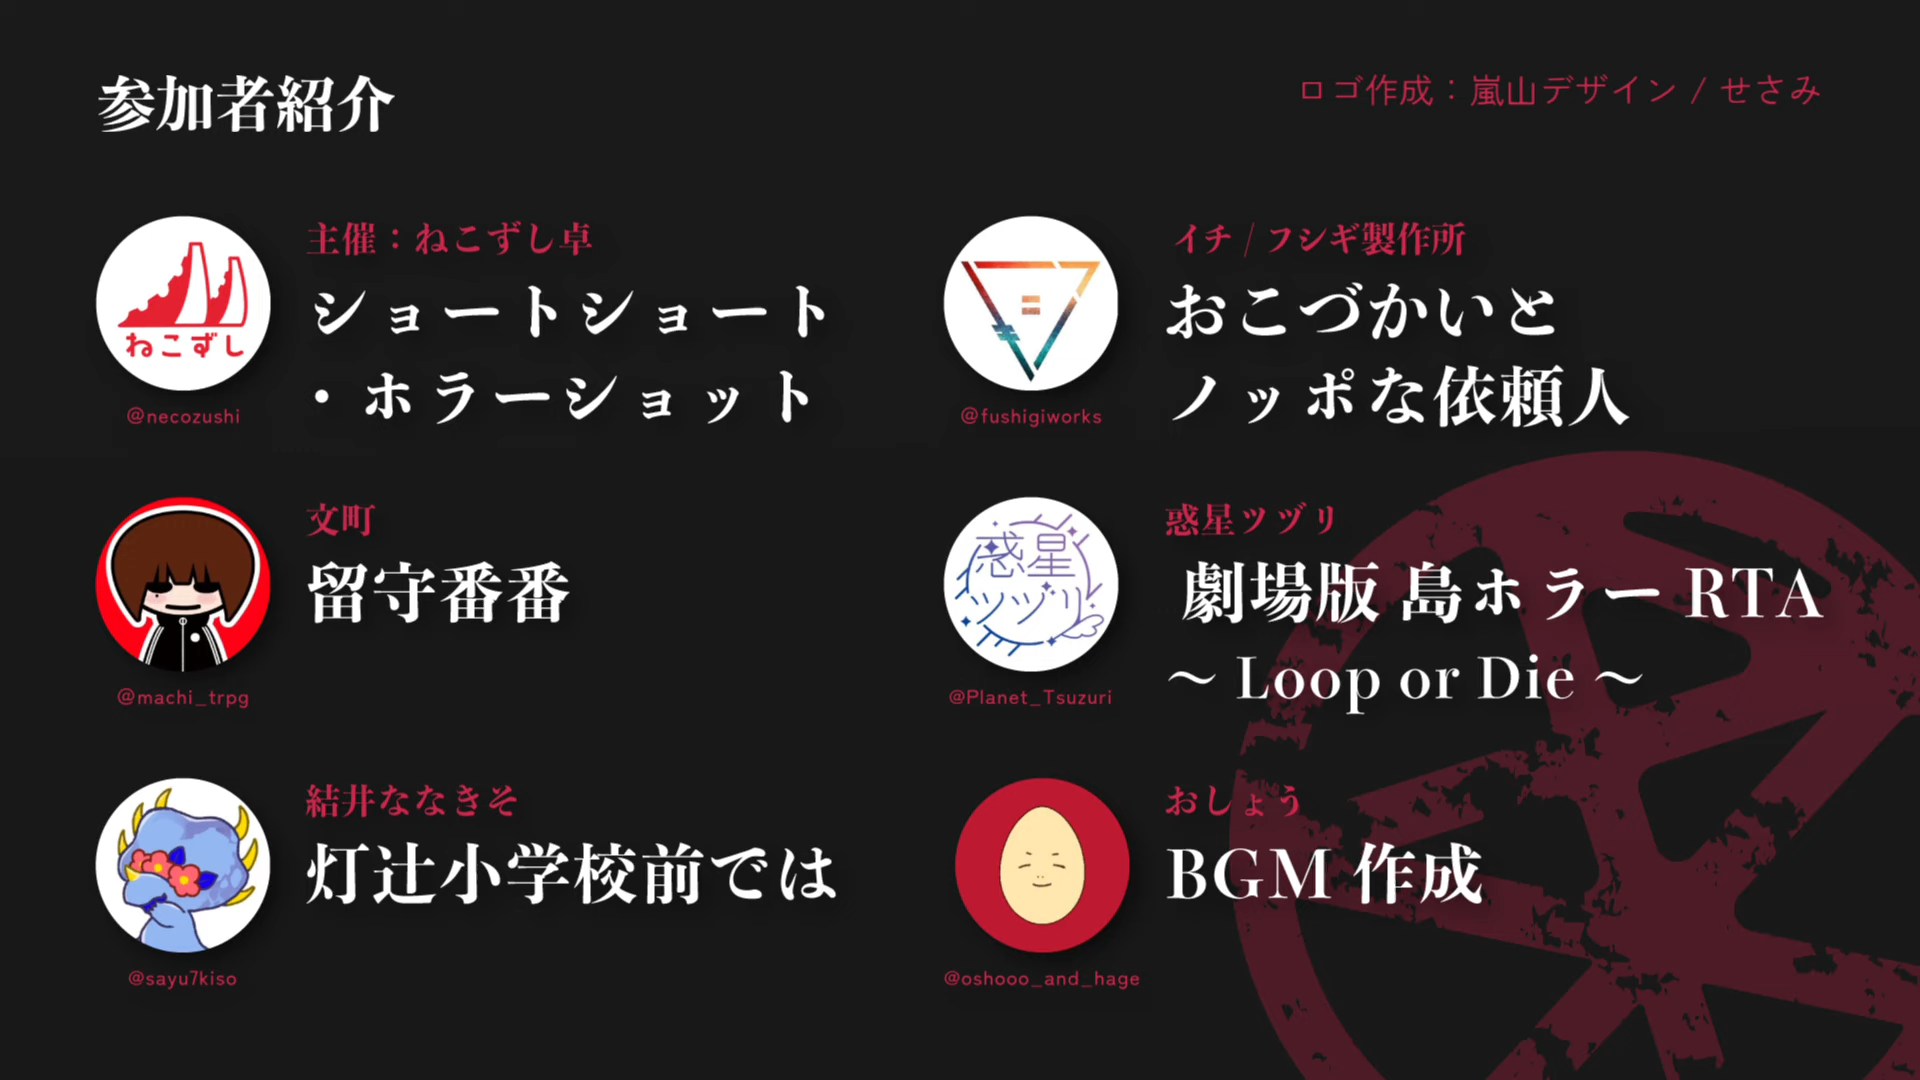 参加者紹介
ロゴ作成：嵐山デザイン / せさみ
主催：ねこずし卓
ショートショート
・ホラーショット
ねこずし
@necozushi
イチ / フシギ製作所
おこづかいと
ノッポな依頼人
@fushigiworks
文町
留守番番
@machi_trpg
惑星ツヅリ
劇場版 島ホラー RTA
～ Loop or Die ～
惑星
ツヅリ
@Planet_Tsuzuri
結井ななきそ
灯辻小学校前では
@sayu7kiso
おしょう
BGM 作成
@oshooo_and_hage